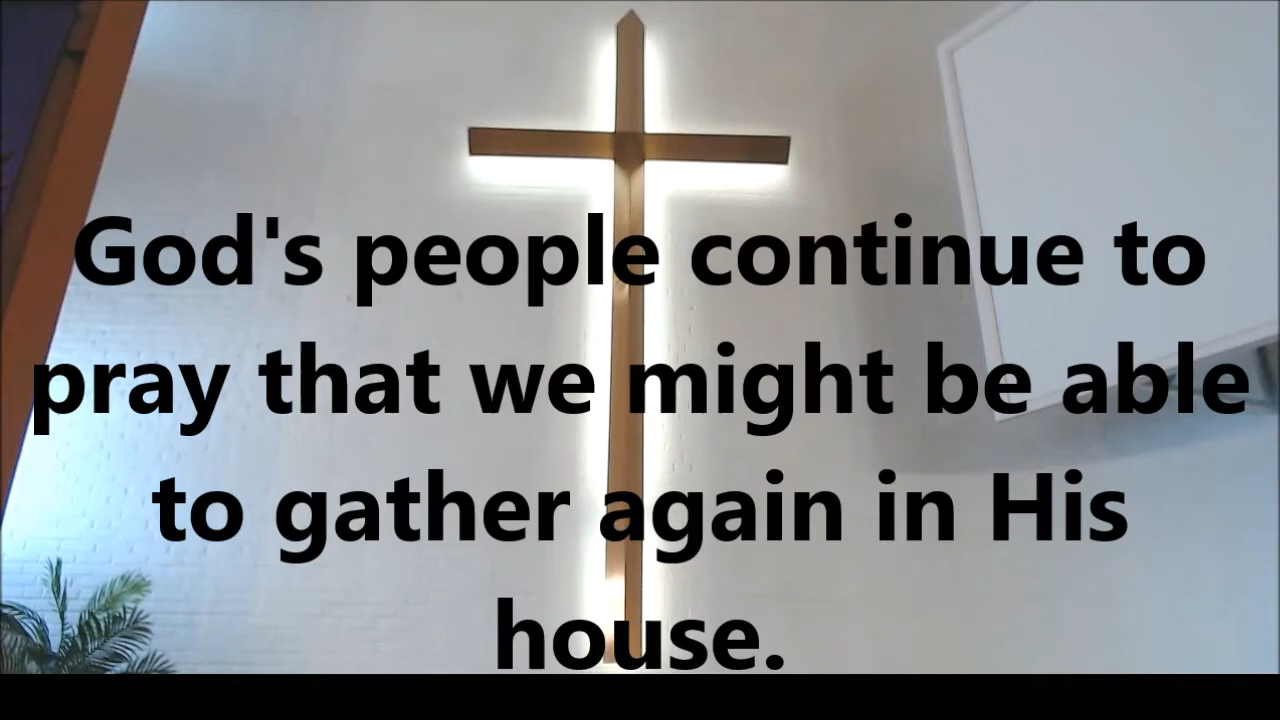 God's people continue to
pray that we might be able
to gather again in His
house.